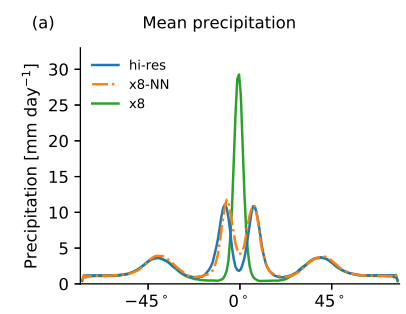 (a) Mean precipitation
Precipitation [mm day⁻¹]
30
25
20
15
10
5
0
hi-res
x8-NN
x8
−45° 0° 45°